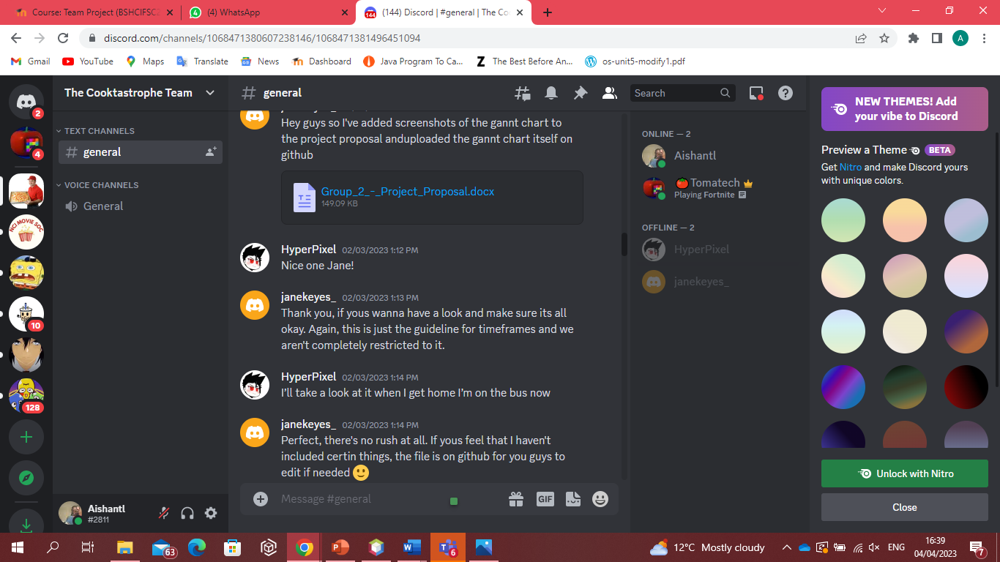 Course: Team Project (BSHCIFSC2
(4) WhatsApp
(144) Discord | #general | The Co
discord.com/channels/1068471380607238146/1068471381496451094
A
Gmail
YouTube
Maps
Translate
News
Dashboard
Java Program To Ca...
The Best Before An...
os-unit5-modify1.pdf
2
4
NCI MOVIE SOC
10
128
The Cooktastrophe Team
TEXT CHANNELS
general
VOICE CHANNELS
General
Aishantl
#2811
general
Search
Hey guys so I've added screenshots of the gannt chart to
the project proposal anduploaded the gannt chart itself on
github
Group_2_-_Project_Proposal.docx
149.09 KB
HyperPixel 02/03/2023 1:12 PM
Nice one Jane!
janekeyes_ 02/03/2023 1:13 PM
Thank you, if yous wanna have a look and make sure its all
okay. Again, this is just the guideline for timeframes and we
aren't completely restricted to it.
HyperPixel 02/03/2023 1:14 PM
I'll take a look at it when I get home I'm on the bus now
janekeyes_ 02/03/2023 1:14 PM
Perfect, there's no rush at all. If yous feel that I haven't
included certin things, the file is on github for you guys to
edit if needed 🙂
Message #general
GIF
ONLINE — 2
Aishantl
🍅Tomatech
Playing Fortnite
OFFLINE — 2
HyperPixel
janekeyes_
NEW THEMES! Add
your vibe to Discord
Preview a Theme BETA
Get Nitro and make Discord yours
with unique colors.
Unlock with Nitro
Close
63
6
12°C Mostly cloudy
ENG
16:39
04/04/2023
7